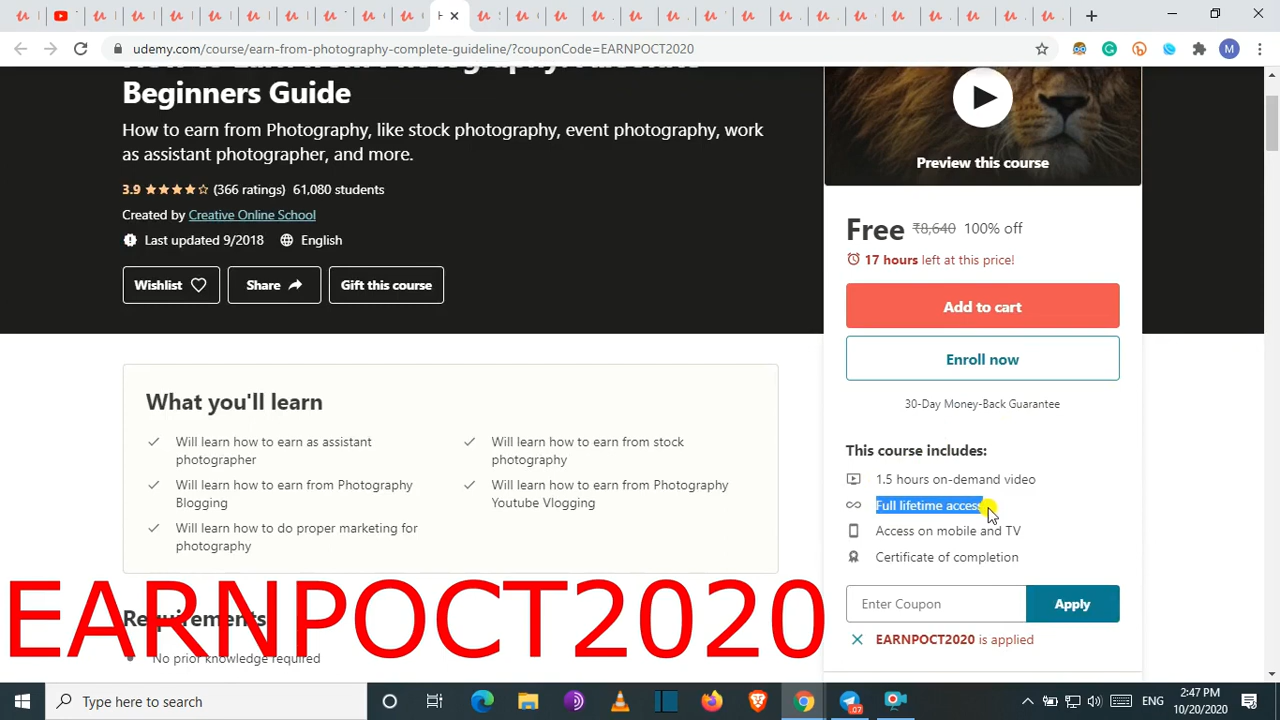 udemy.com/course/earn-from-photography-complete-guideline/?couponCode=EARNPOCT2020
M
Beginners Guide
How to earn from Photography, like stock photography, event photography, work
as assistant photographer, and more.
3.9 (366 ratings) 61,080 students
Created by Creative Online School
Last updated 9/2018 English
Wishlist
Share
Gift this course
Preview this course
Free ₹8,640 100% off
17 hours left at this price!
Add to cart
Enroll now
30-Day Money-Back Guarantee
This course includes:
1.5 hours on-demand video
Full lifetime access
Access on mobile and TV
Certificate of completion
Enter Coupon
Apply
EARNPOCT2020 is applied
What you'll learn
Will learn how to earn as assistant
photographer
Will learn how to earn from stock
photography
Will learn how to earn from Photography
Blogging
Will learn how to earn from Photography
Youtube Vlogging
Will learn how to do proper marketing for
photography
EARNPOCT2020
Requirements
No prior knowledge required
Type here to search
07
ENG
2:47 PM
10/20/2020